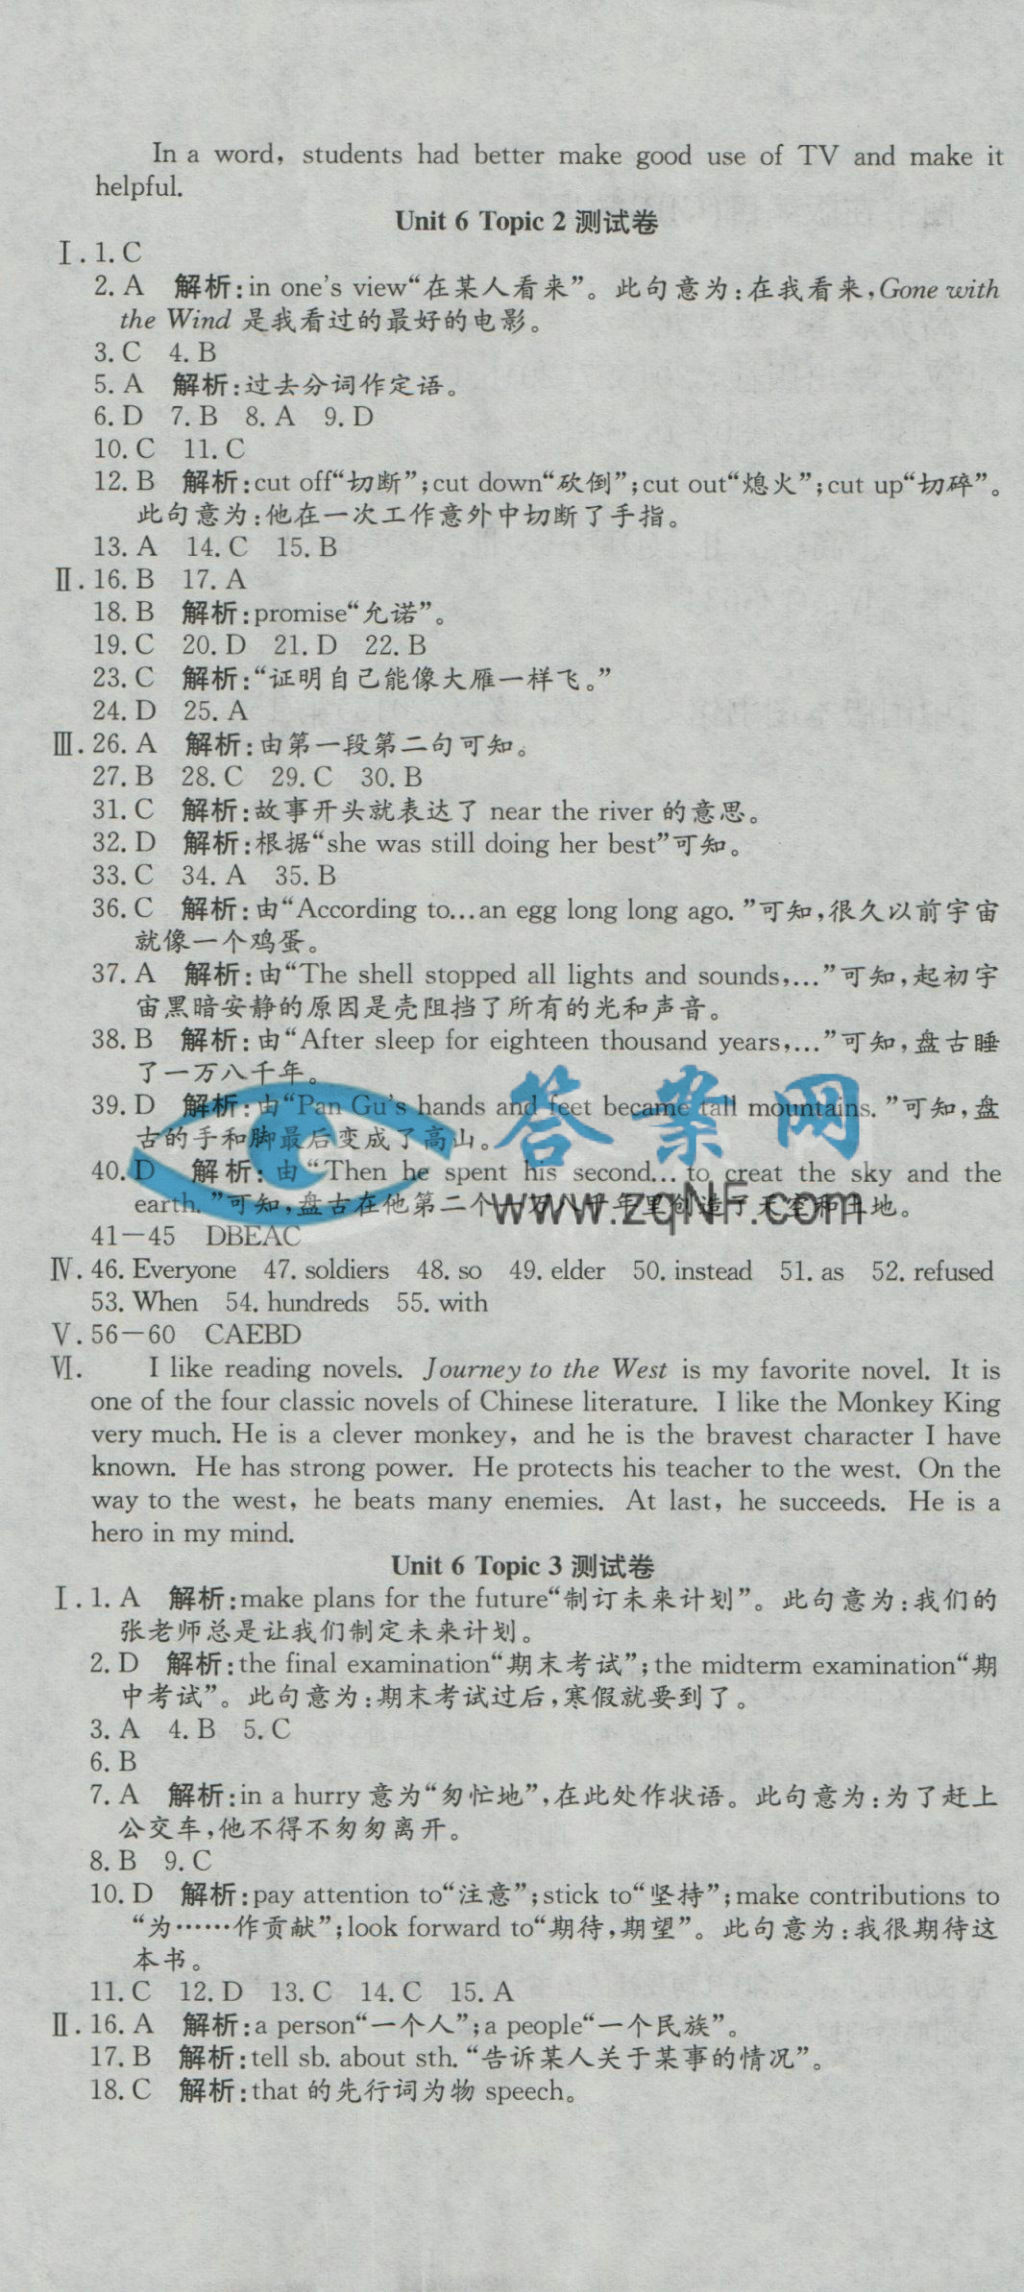 In a word, students had better make good use of TV and make it
helpful.
Unit 6 Topic 2 测试卷
Ⅰ. 1. C
2. A 解析:in one's view“在某人看来”。此句意为:在我看来,Gone with
the Wind 是我看过的最好的电影。
3. C 4. B
5. A 解析:过去分词作定语。
6. D 7. B 8. A 9. D
10. C 11. C
12. B 解析:cut off“切断”;cut down“砍倒”;cut out“熄火”;cut up“切碎”。
此句意为:他在一次工作意外中切断了手指。
13. A 14. C 15. B
Ⅱ. 16. B 17. A
18. B 解析:promise“允诺”。
19. C 20. D 21. D 22. B
23. C 解析:“证明自己能像大雁一样飞。”
24. D 25. A
Ⅲ. 26. A 解析:由第一段第二句可知。
27. B 28. C 29. C 30. B
31. C 解析:故事开头就表达了 near the river 的意思。
32. D 解析:根据“she was still doing her best”可知。
33. C 34. A 35. B
36. C 解析:由“According to...an egg long long ago. ”可知,很久以前宇宙
就像一个鸡蛋。
37. A 解析:由“The shell stopped all lights and sounds,...”可知,起初宇
宙黑暗安静的原因是壳阻挡了所有的光和声音。
38. B 解析:由“After sleep for eighteen thousand years,...”可知,盘古睡
了一万八千年。
39. D 解析:由“Pan Gu's hands and feet became tall mountains. ”可知,盘
古的手和脚最后变成了高山。
答案网
40. D 解析:由“Then he spent his second... to creat the sky and the
earth. ”可知,盘古在他第二个一万八千年里创造了天空和土地。
www.zqNF.com
41—45 DBEAC
Ⅳ. 46. Everyone 47. soldiers 48. so 49. elder 50. instead 51. as 52. refused
53. When 54. hundreds 55. with
Ⅴ. 56—60 CAEBD
Ⅵ. I like reading novels. Journey to the West is my favorite novel. It is
one of the four classic novels of Chinese literature. I like the Monkey King
very much. He is a clever monkey, and he is the bravest character I have
known. He has strong power. He protects his teacher to the west. On the
way to the west, he beats many enemies. At last, he succeeds. He is a
hero in my mind.
Unit 6 Topic 3 测试卷
Ⅰ. 1. A 解析:make plans for the future“制订未来计划”。此句意为:我们的
张老师总是让我们制定未来计划。
2. D 解析:the final examination“期末考试”;the midterm examination“期
中考试”。此句意为:期末考试过后,寒假就要到了。
3. A 4. B 5. C
6. B
7. A 解析:in a hurry 意为“匆忙地”,在此处作状语。此句意为:为了赶上
公交车,他不得不匆匆离开。
8. B 9. C
10. D 解析:pay attention to“注意”;stick to“坚持”;make contributions to
“为……作贡献”;look forward to“期待,期望”。此句意为:我很期待这
本书。
11. C 12. D 13. C 14. C 15. A
Ⅱ. 16. A 解析:a person“一个人”;a people“一个民族”。
17. B 解析:tell sb. about sth. “告诉某人关于某事的情况”。
18. C 解析:that 的先行词为物 speech。